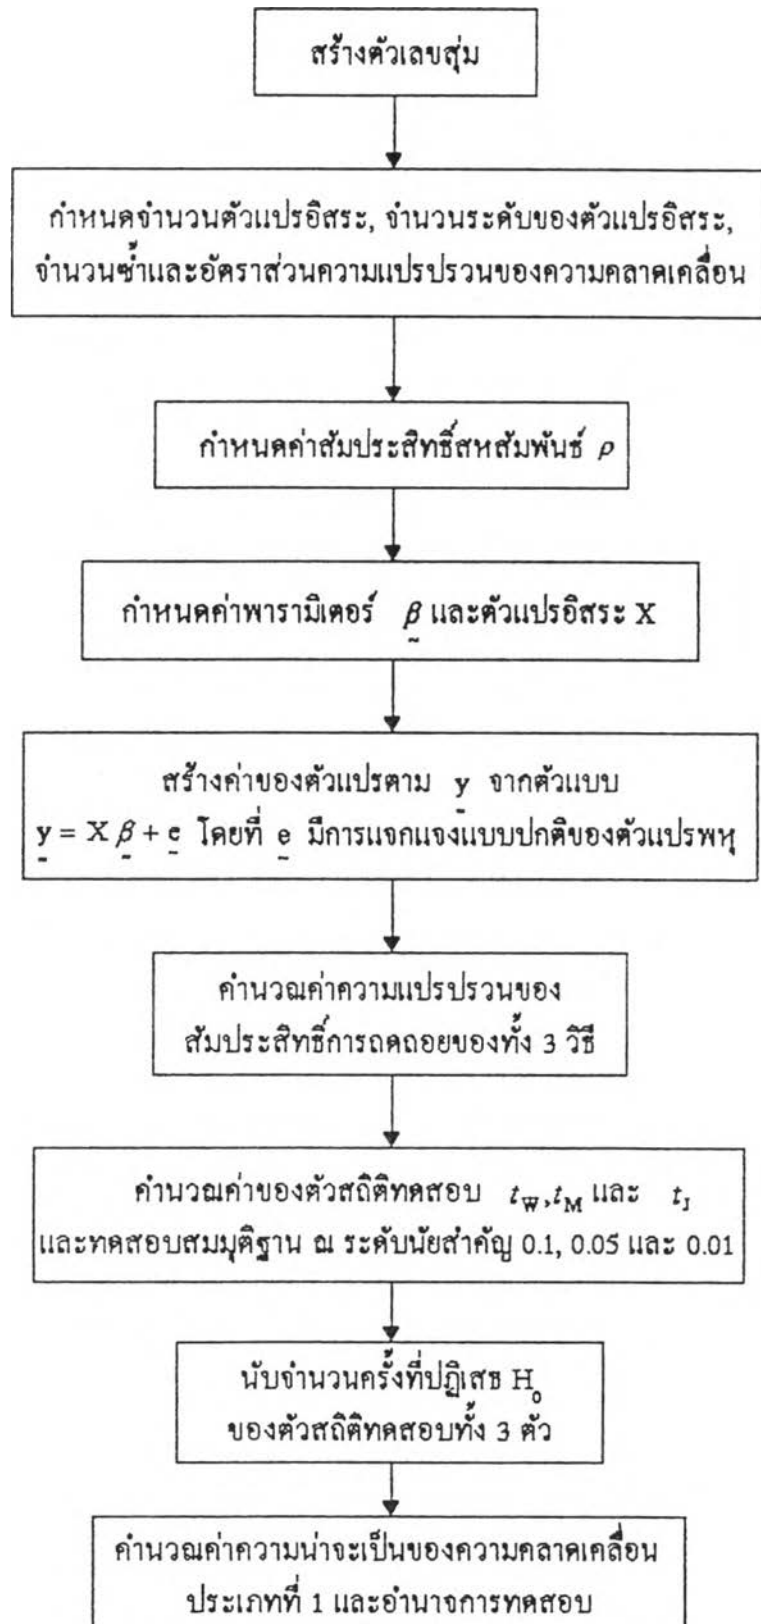 สร้างตัวเลขสุ่ม
กำหนดจำนวนตัวแปรอิสระ, จำนวนระดับของตัวแปรอิสระ,
จำนวนซ้ำและอัตราส่วนความแปรปรวนของความคลาดเคลื่อน
กำหนดค่าสัมประสิทธิ์สหสัมพันธ์ ρ
กำหนดค่าพารามิเตอร์ β̰ และตัวแปรอิสระ X
สร้างค่าของตัวแปรตาม y̰ จากตัวแบบ
y̰ = X β̰ + ḛ โดยที่ ḛ มีการแจกแจงแบบปกติของตัวแปรพหุ
คำนวณค่าความแปรปรวนของ
สัมประสิทธิ์การถดถอยของทั้ง 3 วิธี
คำนวณค่าของตัวสถิติทดสอบ t_W,t_M และ t_J
และทดสอบสมมุติฐาน ณ ระดับนัยสำคัญ 0.1, 0.05 และ 0.01
นับจำนวนครั้งที่ปฏิเสธ H₀
ของตัวสถิติทดสอบทั้ง 3 ตัว
คำนวณค่าความน่าจะเป็นของความคลาดเคลื่อน
ประเภทที่ 1 และอำนาจการทดสอบ